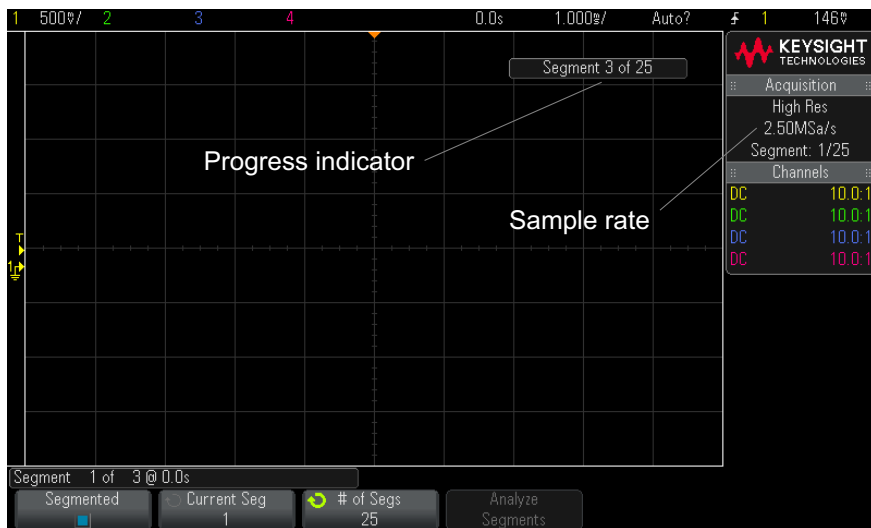 1 500mV/ 2 3 4 0.0s 1.000ms/ Auto? 1 146V
KEYSIGHT
TECHNOLOGIES
Segment 3 of 25
Acquisition
High Res
2.50MSa/s
Segment: 1/25
Progress indicator
Channels
DC 10.0:1
DC 10.0:1
DC 10.0:1
DC 10.0:1
Sample rate
T
1
Segment 1 of 3 @ 0.0s
Segmented
Current Seg
1
# of Segs
25
Analyze
Segments